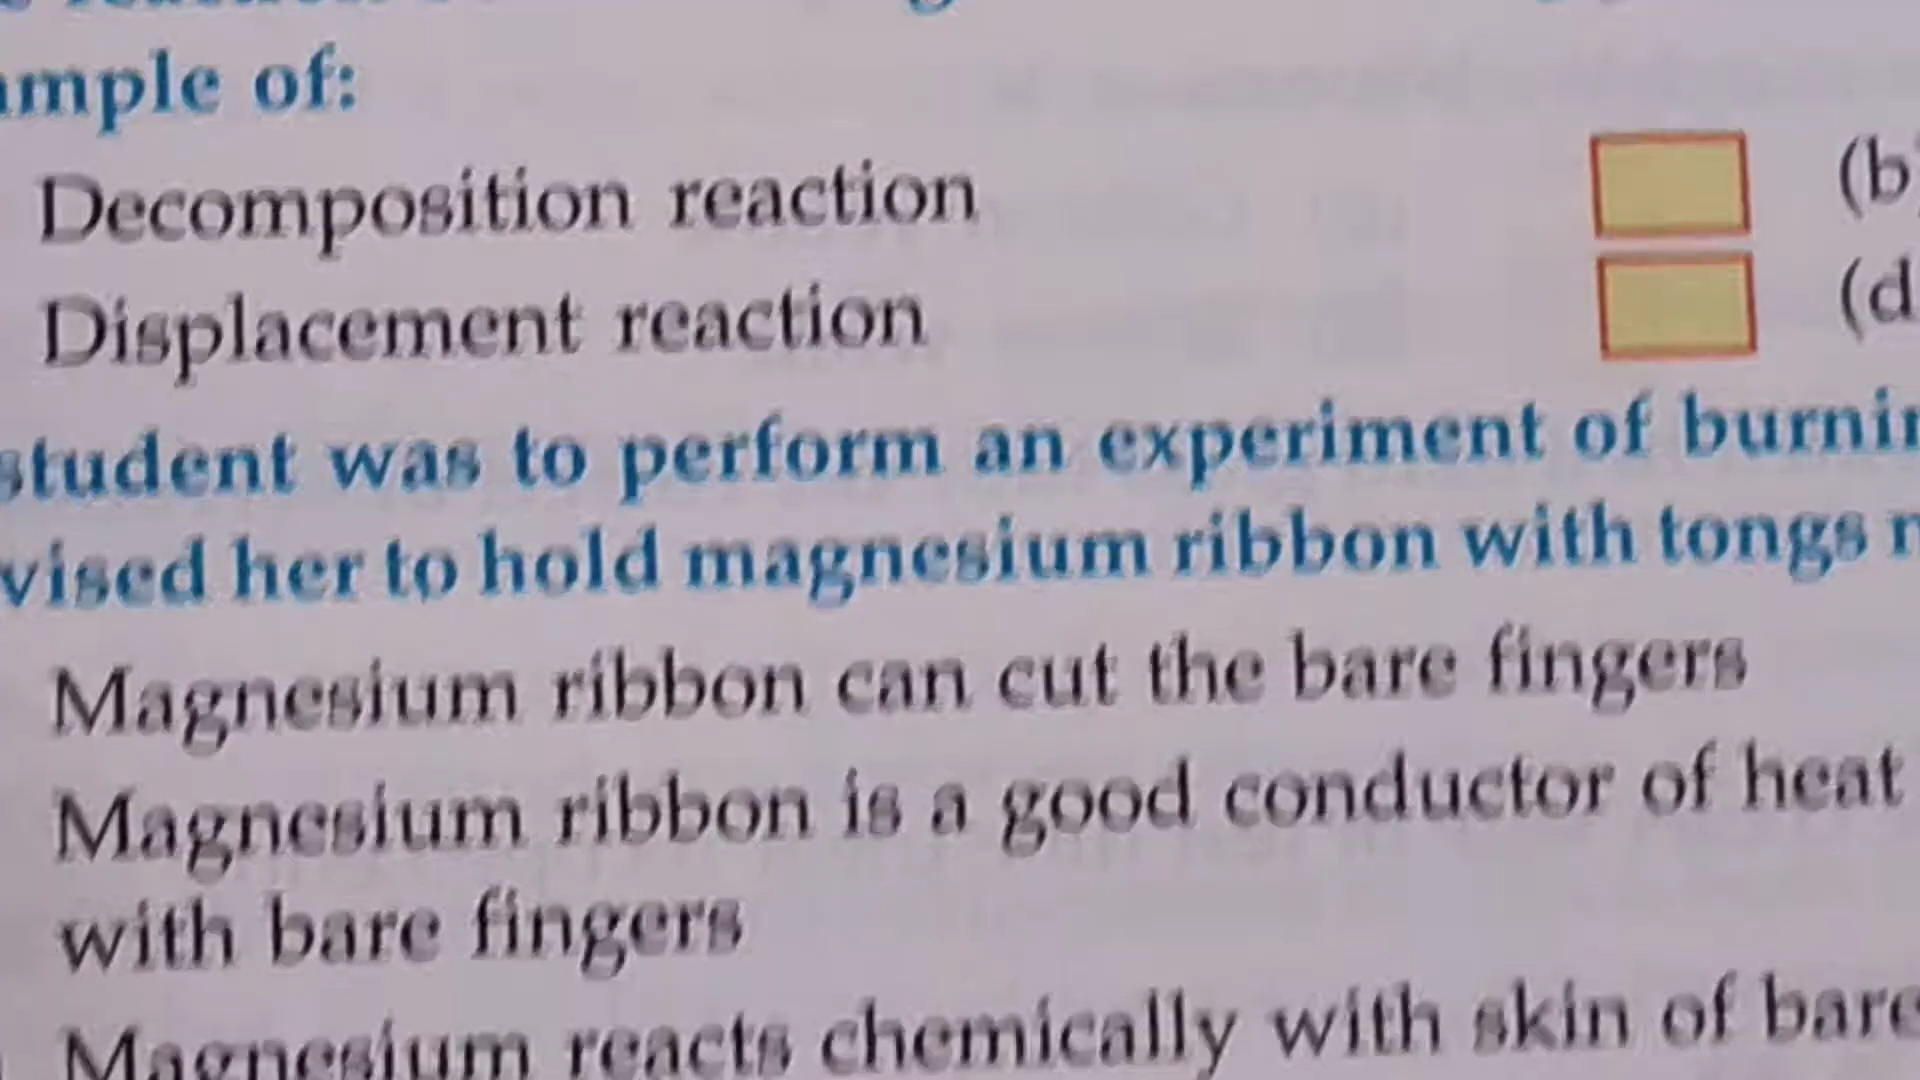 ample of:
Decomposition reaction (b)
Displacement reaction (d
student was to perform an experiment of burnin
vised her to hold magnesium ribbon with tongs n
Magnesium ribbon can cut the bare fingers
Magnesium ribbon is a good conductor of heat
with bare fingers
Magnesium reacts chemically with skin of bare